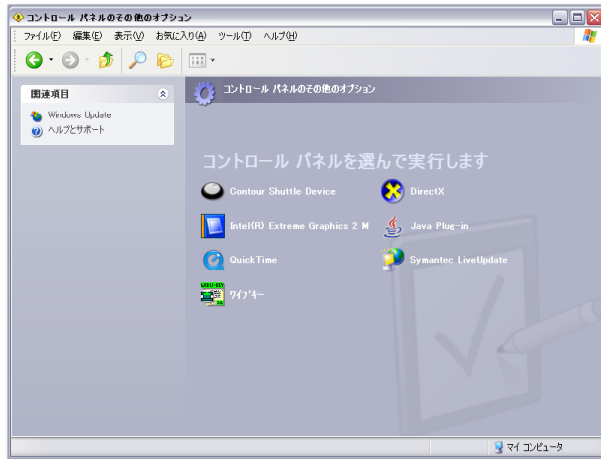 コントロール パネルのその他のオプション
ファイル(F) 編集(E) 表示(V) お気に入り(A) ツール(T) ヘルプ(H)
関連項目
Windows Update
ヘルプとサポート
コントロール パネルのその他のオプション
コントロール パネルを選んで実行します
Contour Shuttle Device
DirectX
Intel(R) Extreme Graphics 2 M
Java Plug-in
QuickTime
Symantec LiveUpdate
WIBU-KEY
ワイブキー
マイ コンピュータ